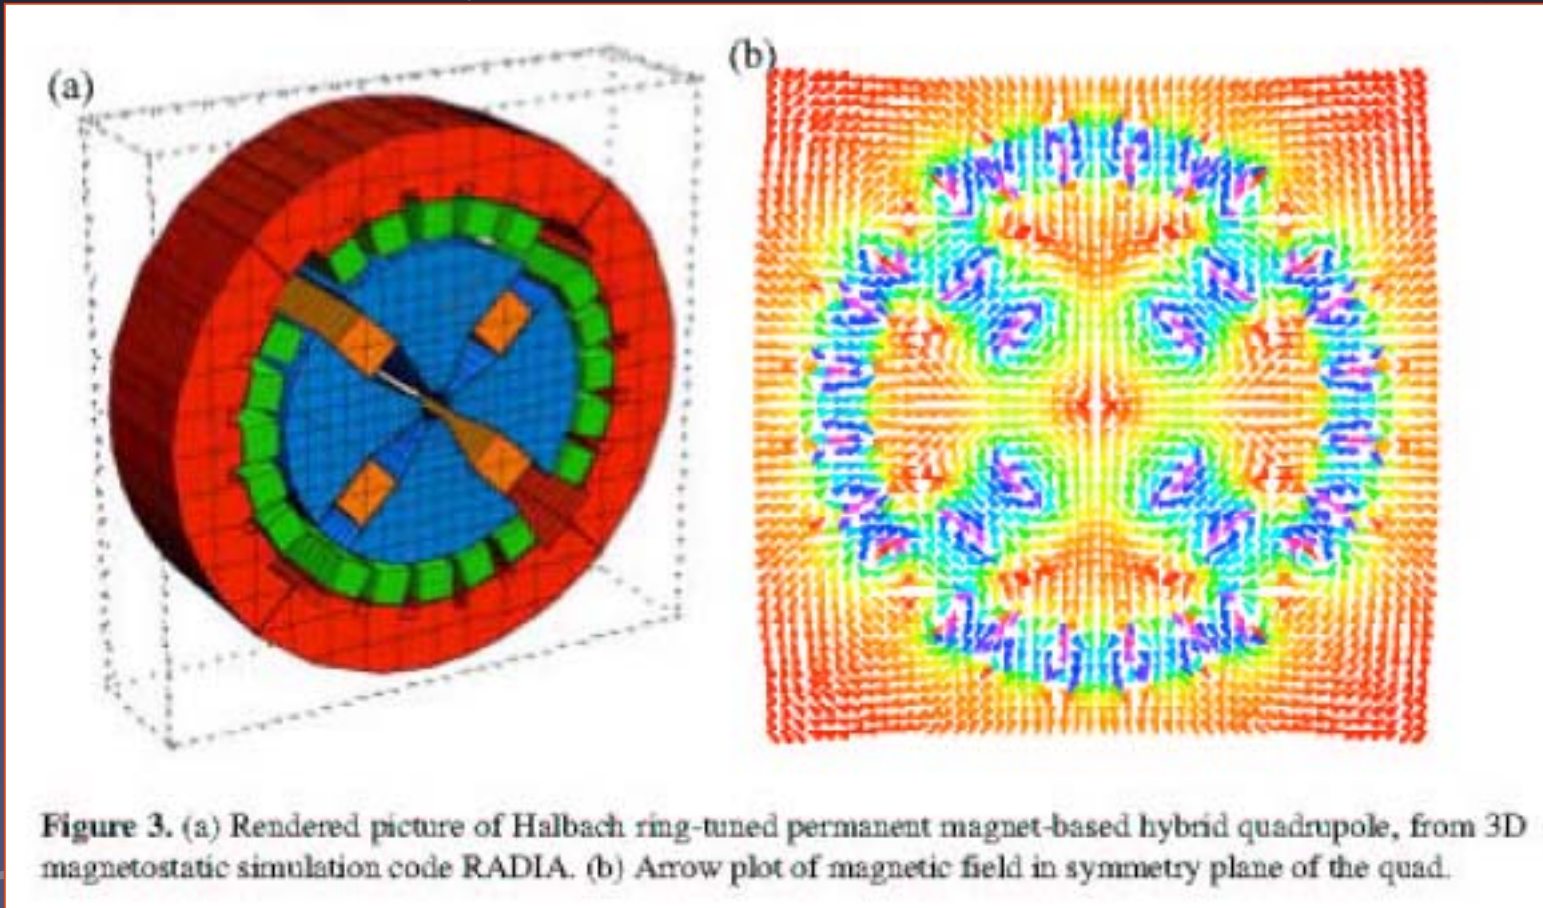 (a)
(b)
Figure 3. (a) Rendered picture of Halbach ring-tuned permanent magnet-based hybrid quadrupole, from 3D
magnetostatic simulation code RADIA. (b) Arrow plot of magnetic field in symmetry plane of the quad.